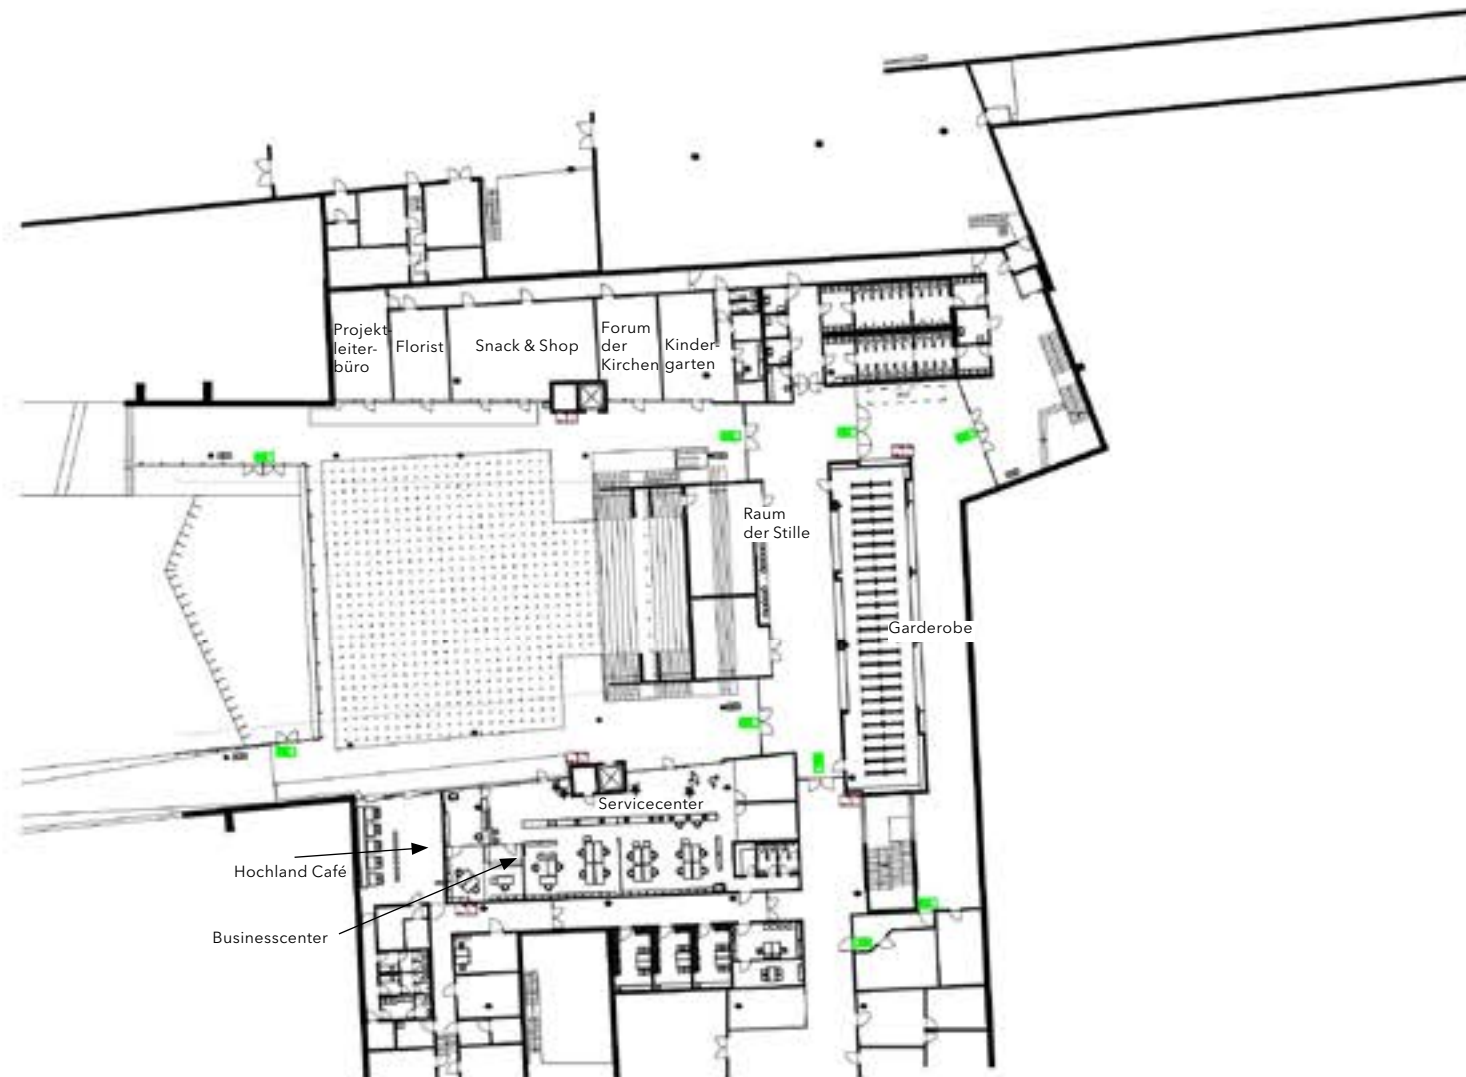 Projekt-
leiter-
büro
Florist
Snack & Shop
Forum
der
Kirchen
Kinder-
garten
Raum
der Stille
Garderobe
Servicecenter
Hochland Café
Businesscenter